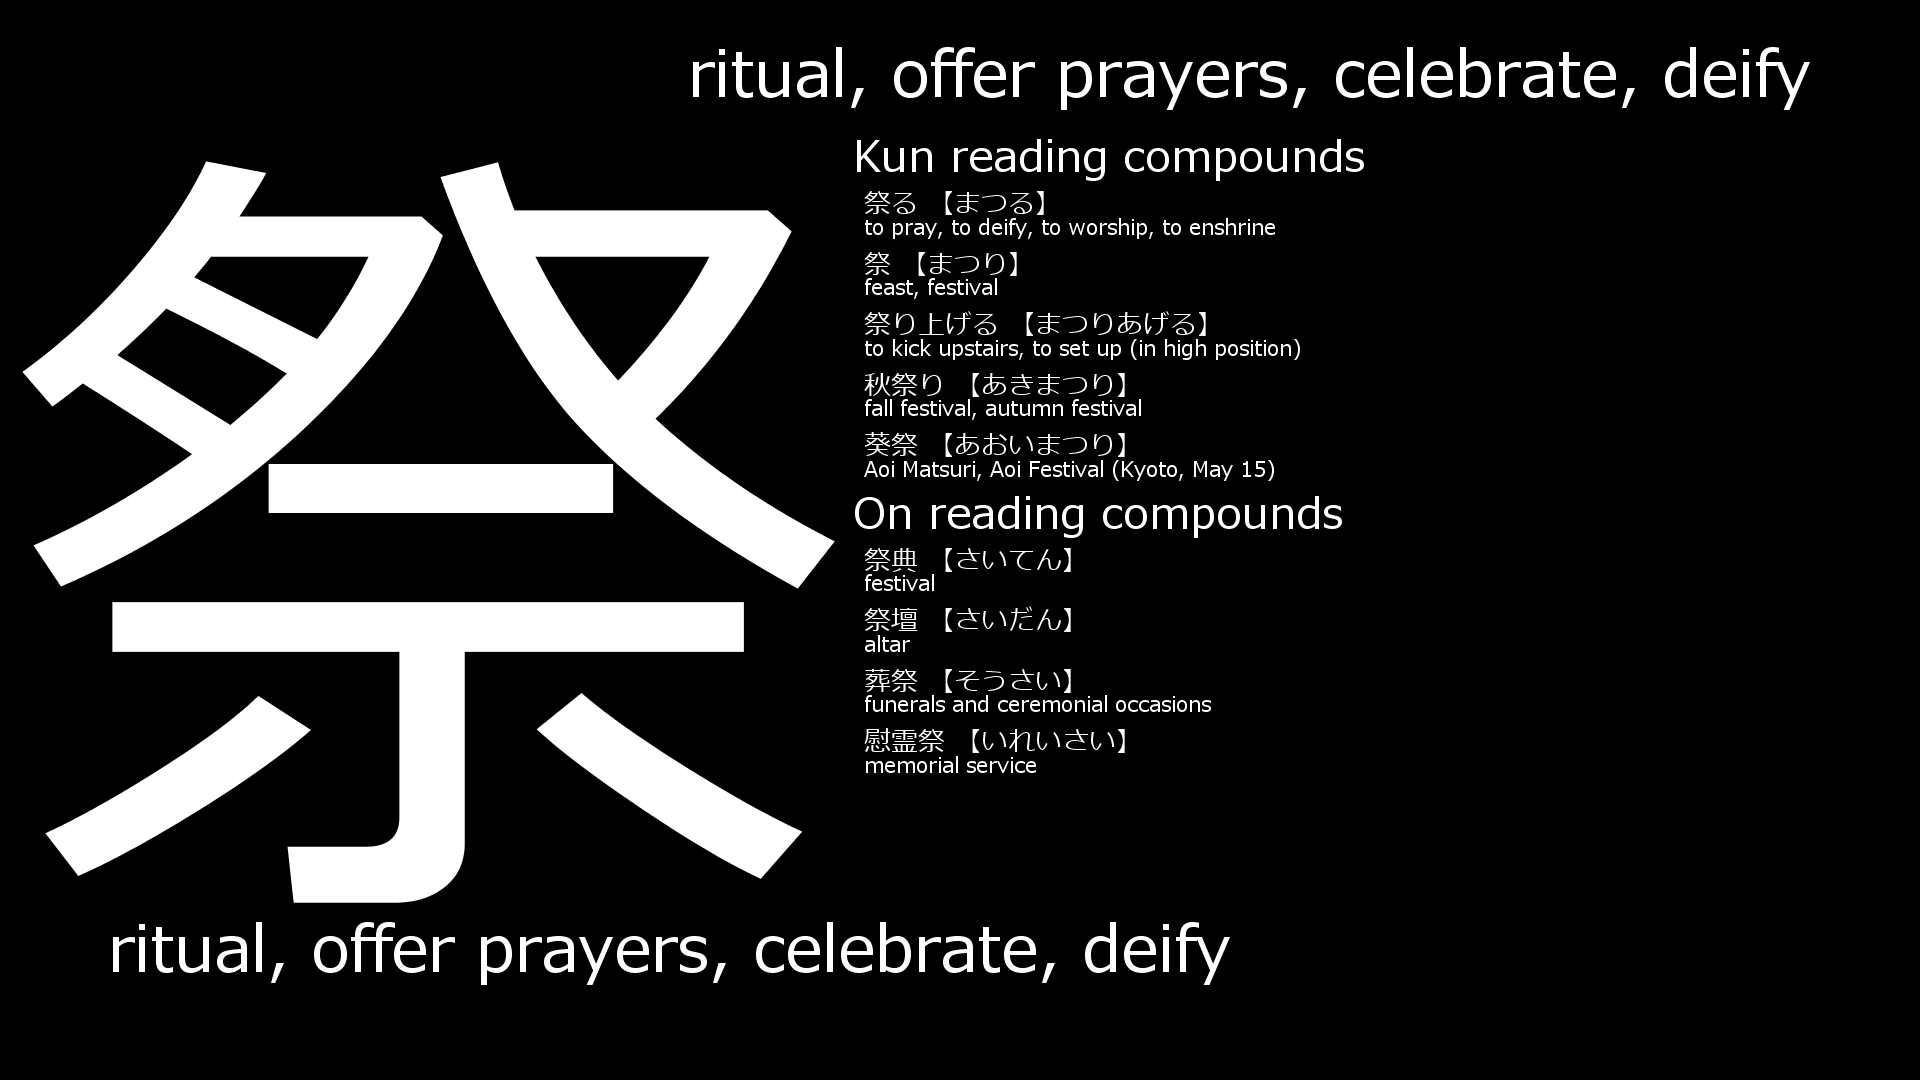 ritual, offer prayers, celebrate, deify
祭
Kun reading compounds
祭る 【まつる】
to pray, to deify, to worship, to enshrine
祭 【まつり】
feast, festival
祭り上げる 【まつりあげる】
to kick upstairs, to set up (in high position)
秋祭り 【あきまつり】
fall festival, autumn festival
葵祭 【あおいまつり】
Aoi Matsuri, Aoi Festival (Kyoto, May 15)
On reading compounds
祭典 【さいてん】
festival
祭壇 【さいだん】
altar
葬祭 【そうさい】
funerals and ceremonial occasions
慰霊祭 【いれいさい】
memorial service
ritual, offer prayers, celebrate, deify